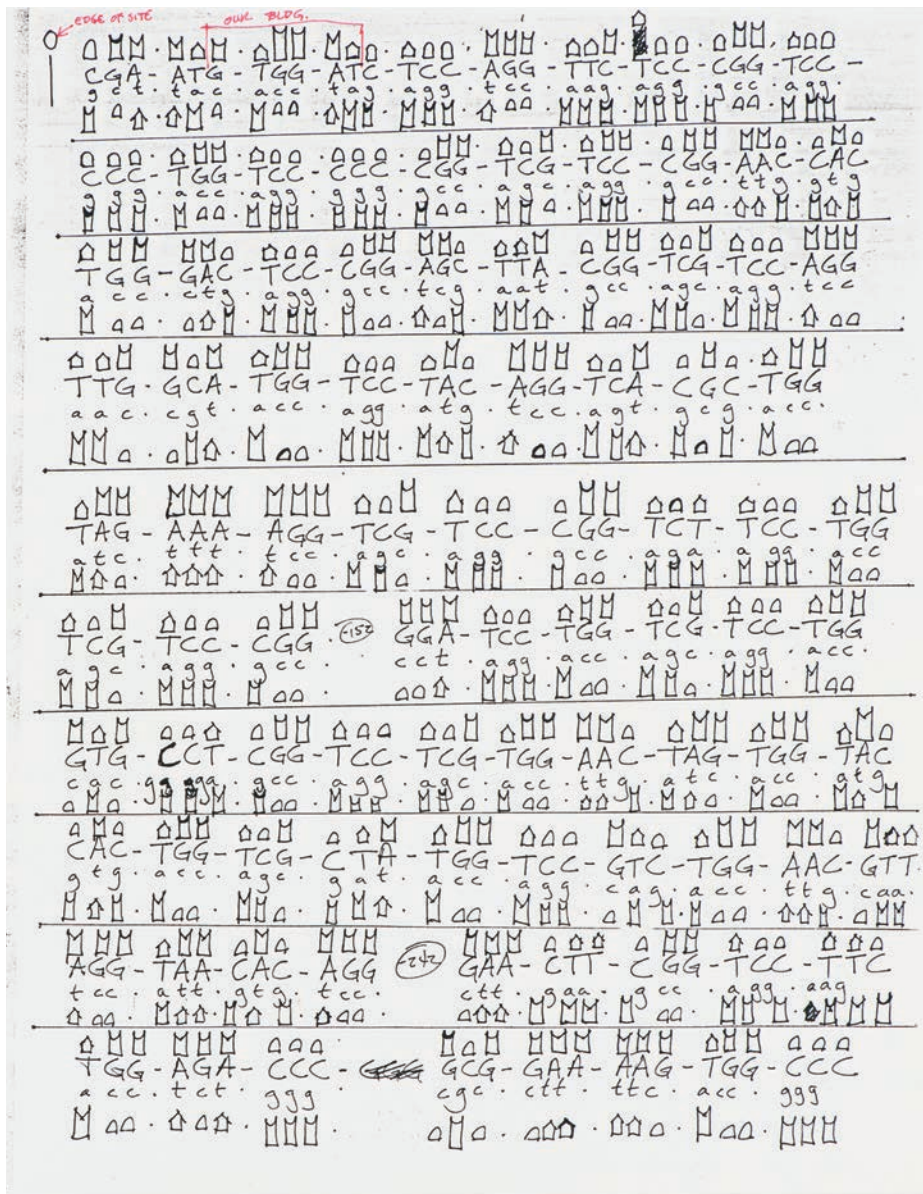 EDGE OF SITE
OUR BLDG.
CGA - ATG - TGG - ATC - TCC - AGG - TTC - TCC - CGG - TCC -
gct · tac · acc · tag · agg · tcc · aag · agg · gcc · agg ·
CCC - TGG - TCC - CCC - CGG - TCG - TCC - CGG - AAC - CAC
ggg · acc · agg · ggg · gcc · agc · agg · gcc · ttg · gtg
TGG - GAC - TCC - CGG - AGC - TTA - CGG - TCG - TCC - AGG
acc · ctg · agg · gcc · tcg · aat · gcc · agc · agg · tcc
TTG - GCA - TGG - TCC - TAC - AGG - TCA - CGC - TGG
aac · cgt · acc · agg · atg · tcc · agt · gcg · acc ·
TAG - AAA - AGG - TCG - TCC - CGG - TCT - TCC - TGG
atc · ttt · tcc · agc · agg · gcc · aga · agg · acc
TCG - TCC - CGG · -152 GGA - TCC - TGG - TCG - TCC - TGG
agc · agg · gcc · cct · agg · acc · agc · agg · acc ·
GTG - CCT - CGG - TCC - TCG - TGG - AAC - TAG - TGG - TAC
cac · gga · gcc · agg · agc · acc · ttg · atc · acc · atg
CAC - TGG - TCG - CTA - TGG - TCC - GTC - TGG - AAC - GTT
gtg · acc · agc · gat · acc · agg · cag · acc · ttg · caa ·
AGG - TAA - CAC - AGG -242 GAA - CTT - CGG - TCC - TTC
tcc · att · gtg · tcc · ctt · gaa · gcc · agg · aag
TGG - AGA - CCC - GCG - GAA - AAG - TGG - CCC
acc · tct · ggg cgc · ctt · ttc · acc · ggg